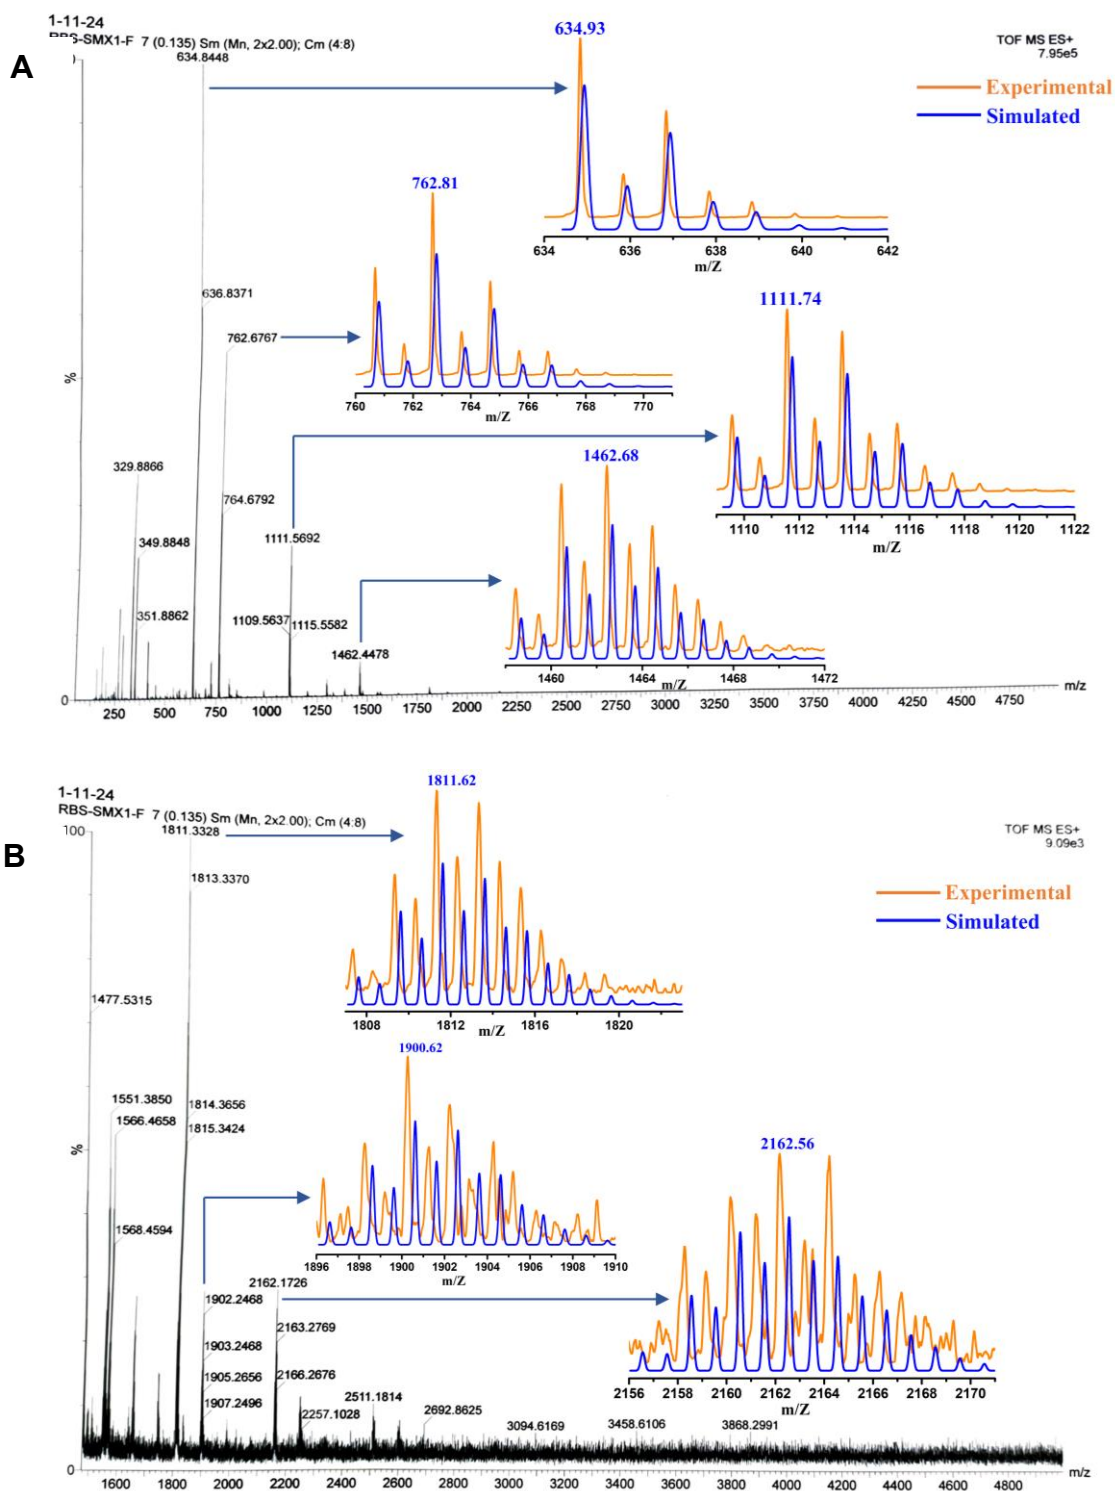 1-11-24
RBS-SMX1-F 7 (0.135) Sm (Mn, 2x2.00); Cm (4:8)
A
TOF MS ES+
7.95e5
Experimental
Simulated
634.8448
634.93
634 636 638 640 642
m/Z
636.8371
762.6767
762.81
760 762 764 766 768 770
m/Z
%
329.8866
764.6792
349.8848
351.8862
1111.5692
1109.5637
1115.5582
1111.74
1110 1112 1114 1116 1118 1120 1122
m/Z
1462.4478
1462.68
1460 1464 1468 1472
m/Z
0
250 500 750 1000 1250 1500 1750 2000 2250 2500 2750 3000 3250 3500 3750 4000 4250 4500 4750
m/z
1-11-24
RBS-SMX1-F 7 (0.135) Sm (Mn, 2x2.00); Cm (4:8)
B
TOF MS ES+
9.09e3
Experimental
Simulated
100
1811.3328
1811.62
1808 1812 1816 1820
m/Z
1813.3370
1477.5315
1551.3850
1566.4658
1814.3656
1815.3424
%
1568.4594
1900.62
1896 1898 1900 1902 1904 1906 1908 1910
m/Z
1902.2468
1903.2468
1905.2656
1907.2496
2162.1726
2162.56
2156 2158 2160 2162 2164 2166 2168 2170
m/Z
2163.2769
2166.2676
2257.1028
2511.1814
2692.8625
3094.6169
3458.6106
3868.2991
0
1600 1800 2000 2200 2400 2600 2800 3000 3200 3400 3600 3800 4000 4200 4400 4600 4800
m/z